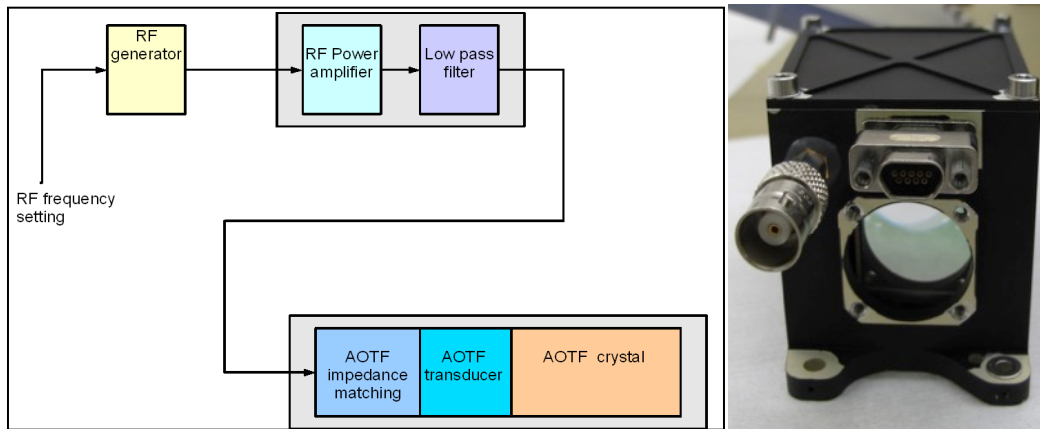 RF
generator
RF Power
amplifier
Low pass
filter
RF frequency
setting
AOTF
impedance
matching
AOTF
transducer
AOTF crystal